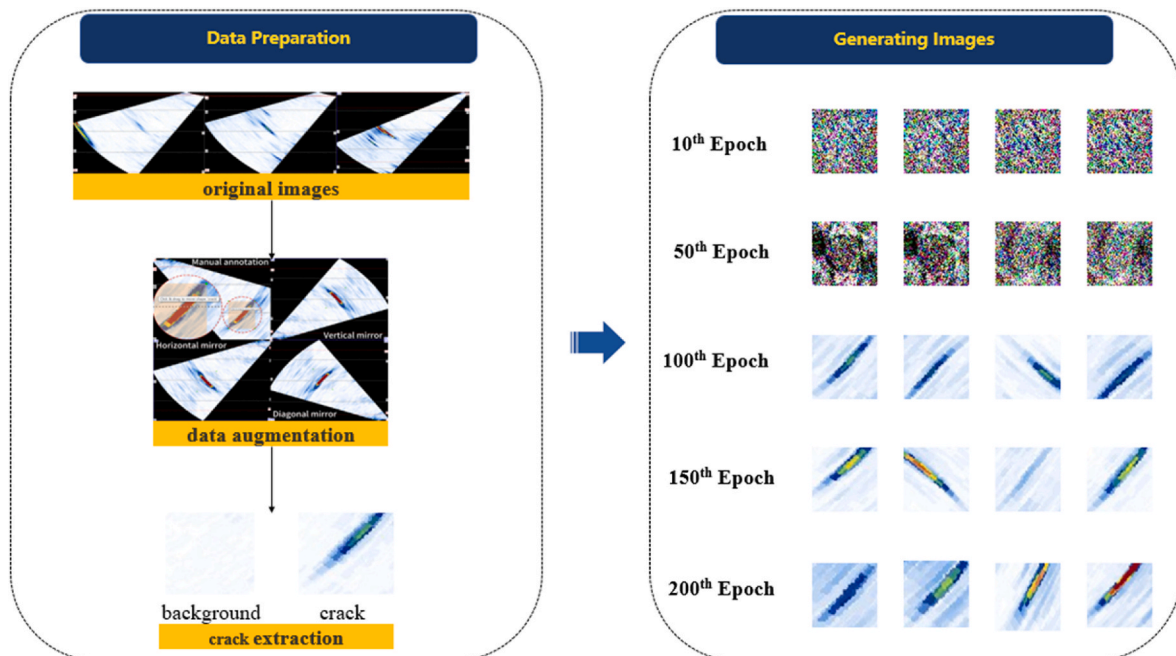 Data Preparation
original images
Manual annotation
Vertical mirror
Horizontal mirror
Diagonal mirror
data augmentation
background
crack
crack extraction
Generating Images
10th Epoch
50th Epoch
100th Epoch
150th Epoch
200th Epoch